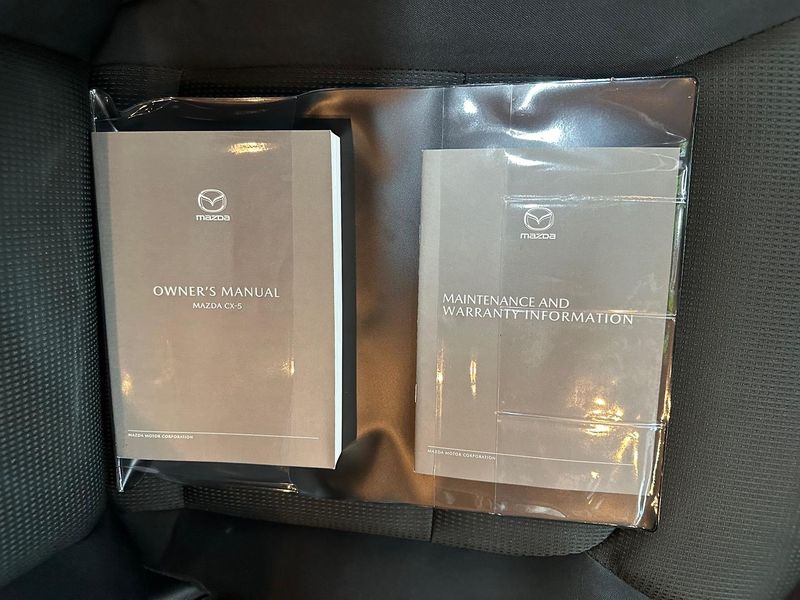 mazda
OWNER'S MANUAL
MAZDA CX-5
MAZDA MOTOR CORPORATION
mazda
MAINTENANCE AND
WARRANTY INFORMATION
MAZDA MOTOR CORPORATION